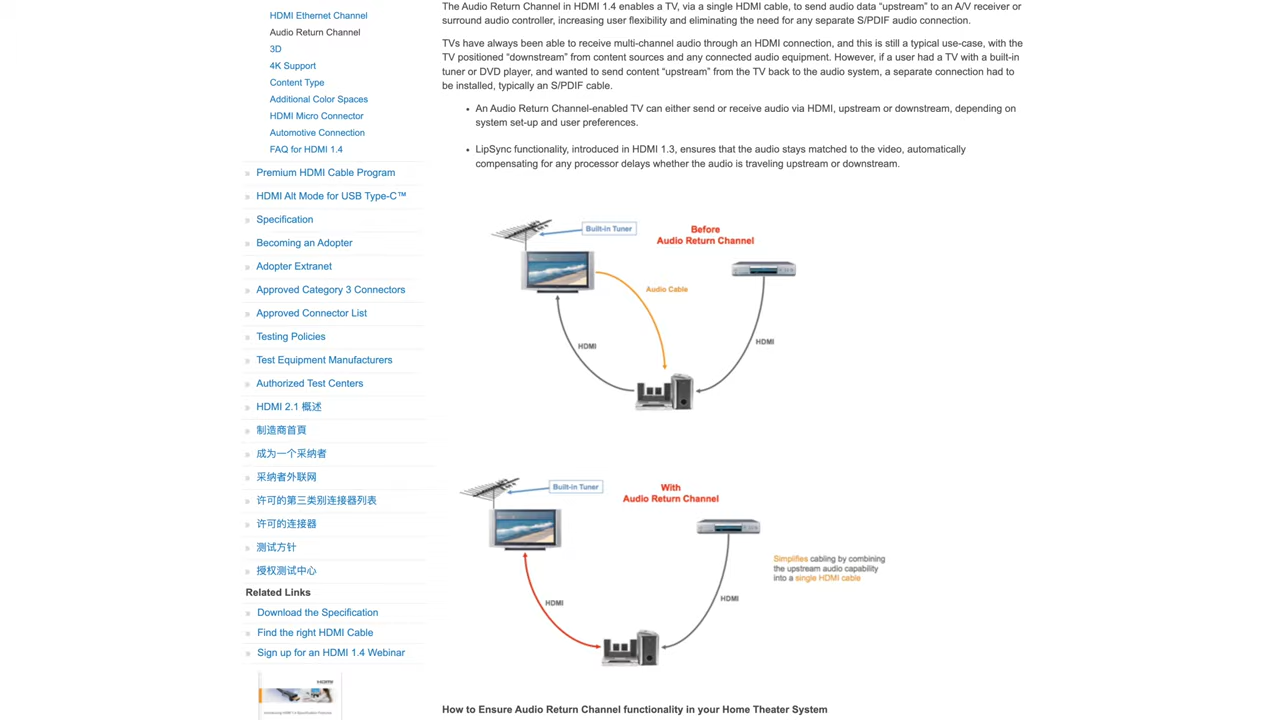 HDMI Ethernet Channel
Audio Return Channel
3D
4K Support
Content Type
Additional Color Spaces
HDMI Micro Connector
Automotive Connection
FAQ for HDMI 1.4
» Premium HDMI Cable Program
» HDMI Alt Mode for USB Type-C™
» Specification
» Becoming an Adopter
» Adopter Extranet
» Approved Category 3 Connectors
» Approved Connector List
» Testing Policies
» Test Equipment Manufacturers
» Authorized Test Centers
» HDMI 2.1 概述
» 制造商首頁
» 成为一个采纳者
» 采纳者外联网
» 许可的第三类别连接器列表
» 许可的连接器
» 测试方针
» 授权测试中心
Related Links
» Download the Specification
» Find the right HDMI Cable
» Sign up for an HDMI 1.4 Webinar
HDMI
The Audio Return Channel in HDMI 1.4 enables a TV, via a single HDMI cable, to send audio data “upstream” to an A/V receiver or
surround audio controller, increasing user flexibility and eliminating the need for any separate S/PDIF audio connection.
TVs have always been able to receive multi-channel audio through an HDMI connection, and this is still a typical use-case, with the
TV positioned “downstream” from content sources and any connected audio equipment. However, if a user had a TV with a built-in
tuner or DVD player, and wanted to send content “upstream” from the TV back to the audio system, a separate connection had to
be installed, typically an S/PDIF cable.
• An Audio Return Channel-enabled TV can either send or receive audio via HDMI, upstream or downstream, depending on
system set-up and user preferences.
• LipSync functionality, introduced in HDMI 1.3, ensures that the audio stays matched to the video, automatically
compensating for any processor delays whether the audio is traveling upstream or downstream.
Built-in Tuner
Before
Audio Return Channel
Audio Cable
HDMI
HDMI
Built-in Tuner
With
Audio Return Channel
Simplifies cabling by combining
the upstream audio capability
into a single HDMI cable
HDMI
HDMI
How to Ensure Audio Return Channel functionality in your Home Theater System